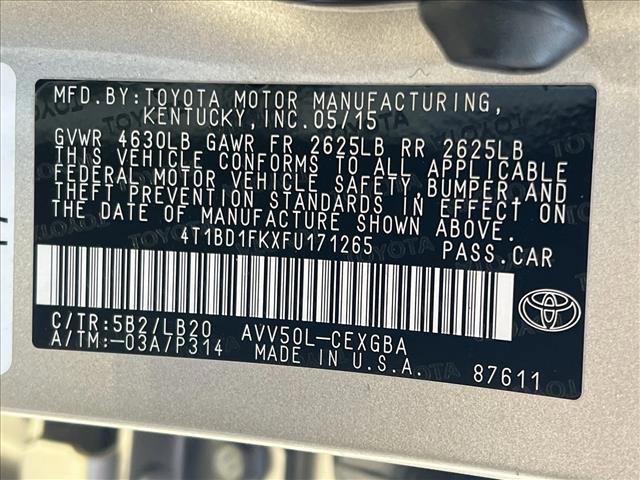 MFD.BY:TOYOTA MOTOR MANUFACTURING,
KENTUCKY, INC.05/15
GVWR 4630LB GAWR FR 2625LB RR 2625LB
THIS VEHICLE CONFORMS TO ALL APPLICABLE
FEDERAL MOTOR VEHICLE SAFETY BUMPER AND
THEFT PREVENTION STANDARDS IN EFFECT ON
THE DATE OF MANUFACTURE SHOWN ABOVE.
4T1BD1FKXFU171265 PASS.CAR
C/TR:5B2/LB20 AVV50L-CEXGBA
A/TM:-03A/P314 MADE IN U.S.A.
87611